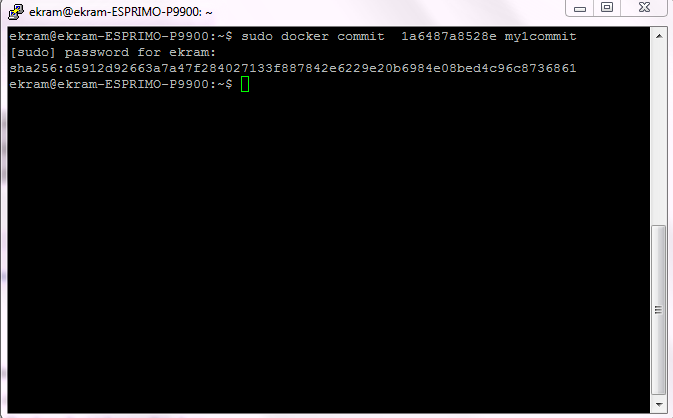 ekram@ekram-ESPRIMO-P9900: ~
ekram@ekram-ESPRIMO-P9900:~$ sudo docker commit  1a6487a8528e my1commit
[sudo] password for ekram:
sha256:d5912d92663a7a47f284027133f887842e6229e20b6984e08bed4c96c8736861
ekram@ekram-ESPRIMO-P9900:~$